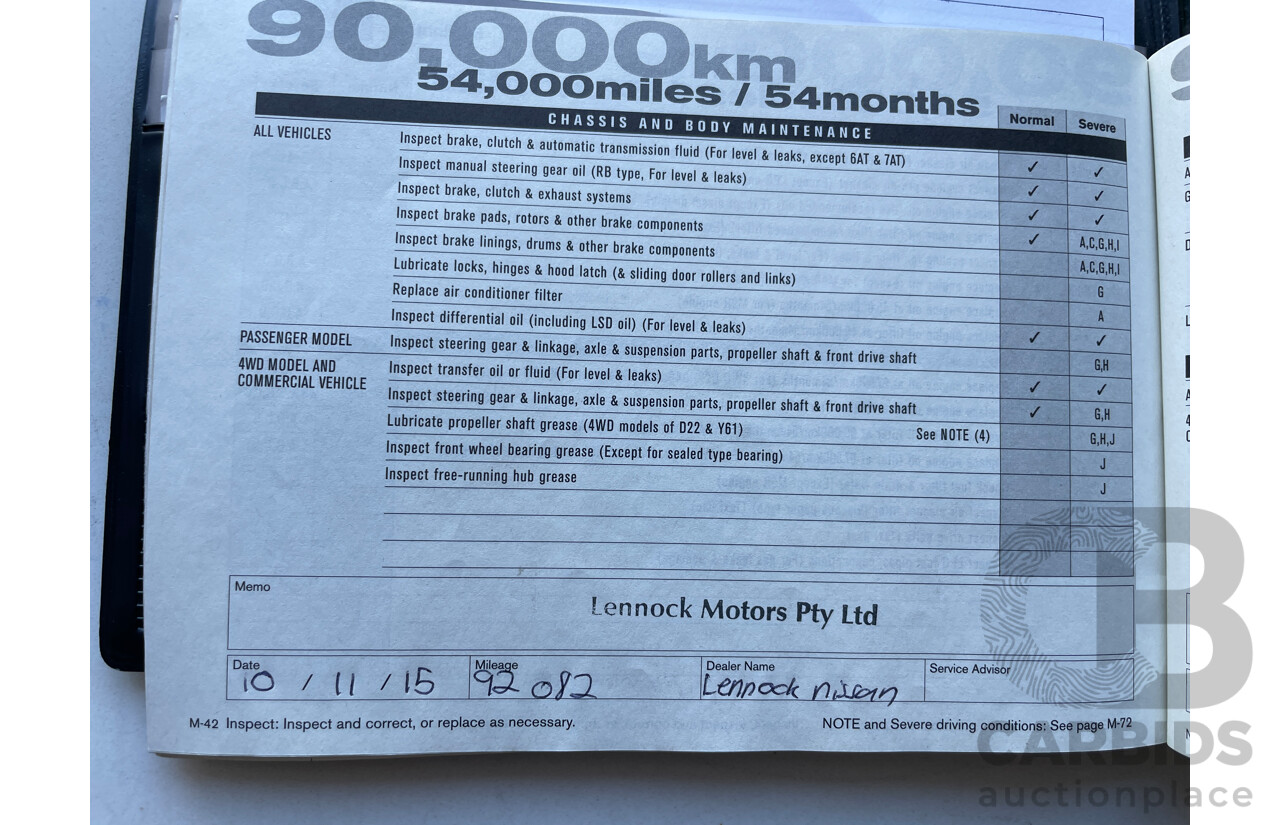 90,000km
54,000miles / 54months
CHASSIS AND BODY MAINTENANCE Normal Severe
ALL VEHICLES Inspect brake, clutch & automatic transmission fluid (For level & leaks, except 6AT & 7AT) ✓ ✓
Inspect manual steering gear oil (RB type, For level & leaks) ✓ ✓
Inspect brake, clutch & exhaust systems ✓ ✓
Inspect brake pads, rotors & other brake components ✓ A,C,G,H,I
Inspect brake linings, drums & other brake components A,C,G,H,I
Lubricate locks, hinges & hood latch (& sliding door rollers and links) G
Replace air conditioner filter A
Inspect differential oil (including LSD oil) (For level & leaks) ✓ ✓
PASSENGER MODEL Inspect steering gear & linkage, axle & suspension parts, propeller shaft & front drive shaft G,H
4WD MODEL AND Inspect transfer oil or fluid (For level & leaks) ✓ ✓
COMMERCIAL VEHICLE Inspect steering gear & linkage, axle & suspension parts, propeller shaft & front drive shaft ✓ G,H
Lubricate propeller shaft grease (4WD models of D22 & Y61) See NOTE (4) G,H,J
Inspect front wheel bearing grease (Except for sealed type bearing) J
Inspect free-running hub grease J
Memo
Lennock Motors Pty Ltd
Date Mileage Dealer Name Service Advisor
10 / 11 / 15 92 082 Lennock nissan
M-42 Inspect: Inspect and correct, or replace as necessary. NOTE and Severe driving conditions: See page M-72
CARBIDS
auctionplace